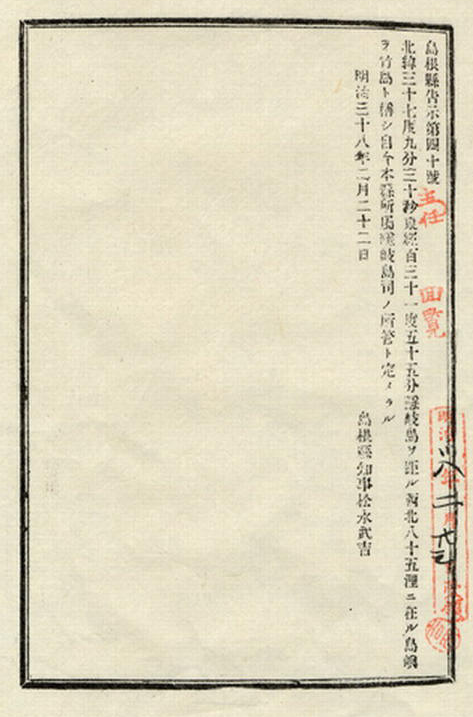 島根縣告示第四十號
北緯三十七度九分三十秒東經百三十一度五十五分隱岐島ヲ距ル西北八十五浬ニ在ル島嶼
ヲ竹島ト稱シ自今本縣所屬隱岐島司ノ所管ト定メラル
明治三十八年二月二十二日
島根縣知事松永武吉
主任
回覧
明治 卅八年 二月